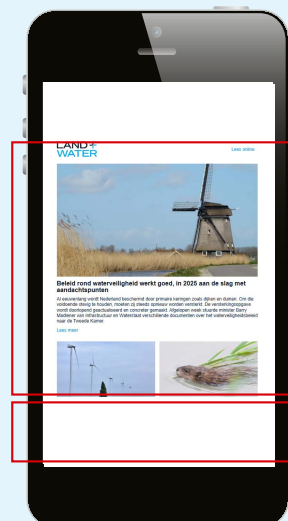 LAND+
WATER
Lees online
Beleid rond waterveiligheid werkt goed, in 2025 aan de slag met
aandachtspunten
Al eeuwenlang wordt Nederland beschermd door primaire keringen zoals dijken en duinen. Om die
voldoende stevig te houden, moeten zij steeds opnieuw worden versterkt. De versterkingsopgave
wordt doorlopend geactualiseerd en concreter gemaakt. Afgelopen week stuurde minister Barry
Madlener van Infrastructuur en Waterstaat verschillende documenten over het waterveiligheidsbeleid
naar de Tweede Kamer.
Lees meer